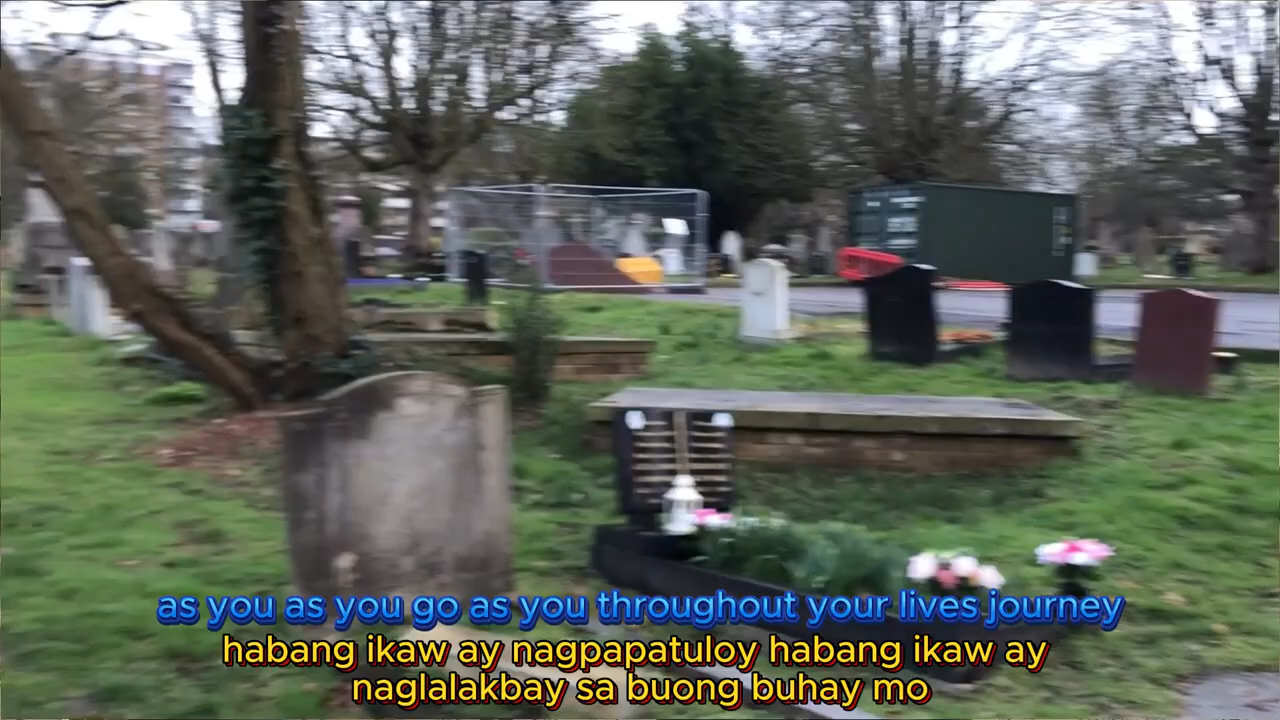 as you as you go as you throughout your lives journey
habang ikaw ay nagpapatuloy habang ikaw ay
naglalakbay sa buong buhay mo